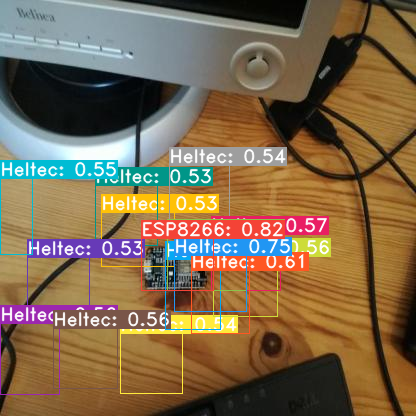 Belinea
Heltec: 0.54
Heltec: 0.55
Heltec: 0.53
Heltec: 0.53
0.57
ESP8266: 0.82
Heltec: 0.75
0.56
Heltec: 0.53
Heltec: 0.61
Heltec: 0.56
0.54
DELL